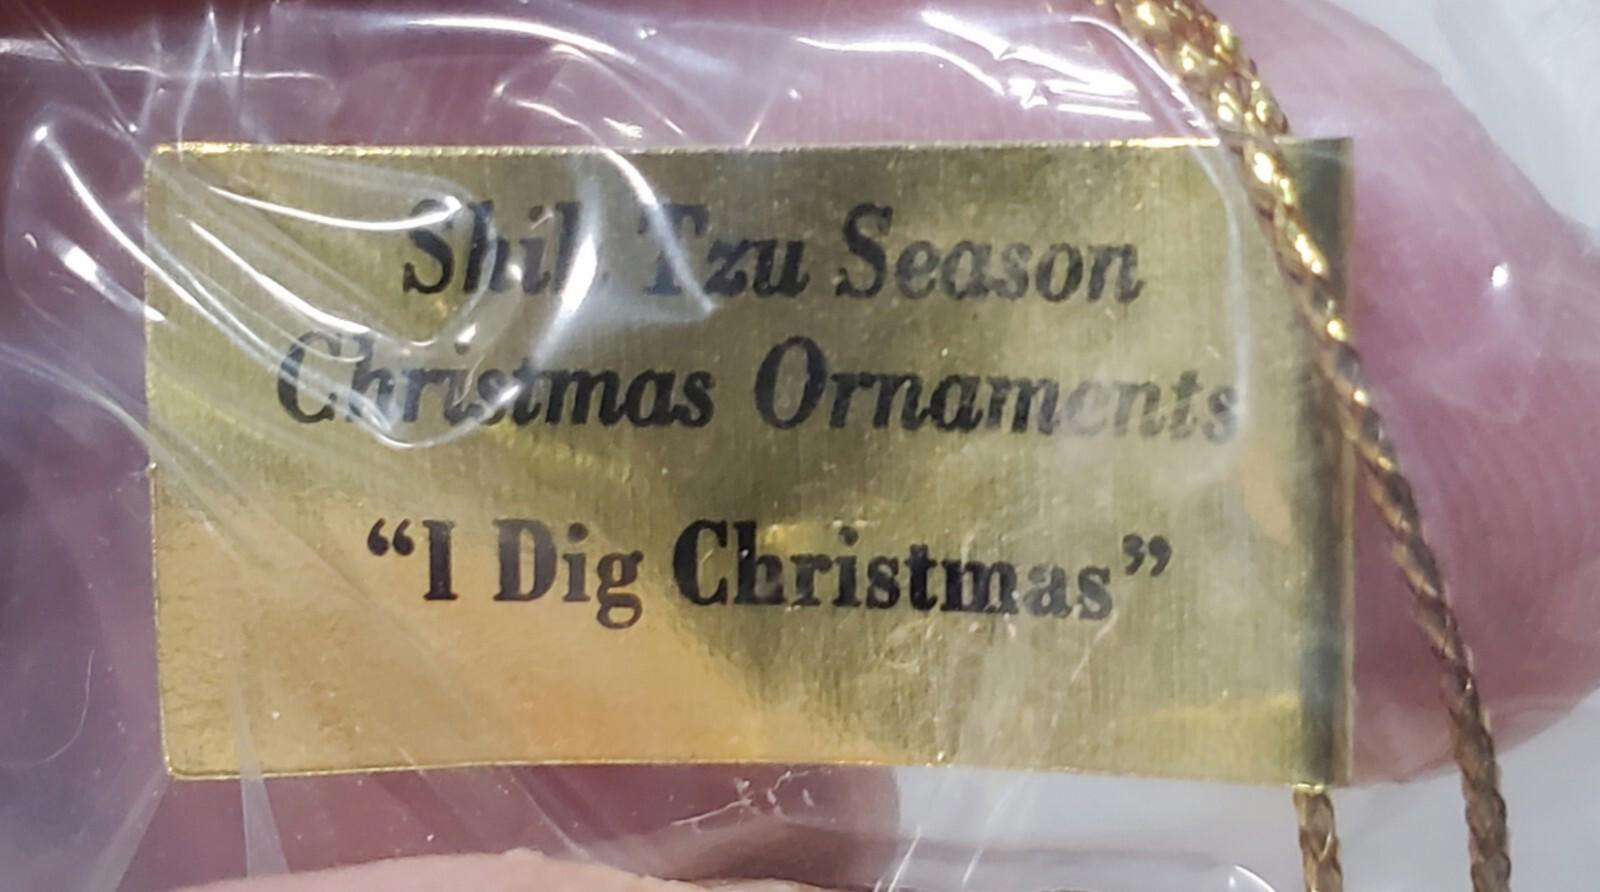 Shih Tzu Season
Christmas Ornaments
“I Dig Christmas”